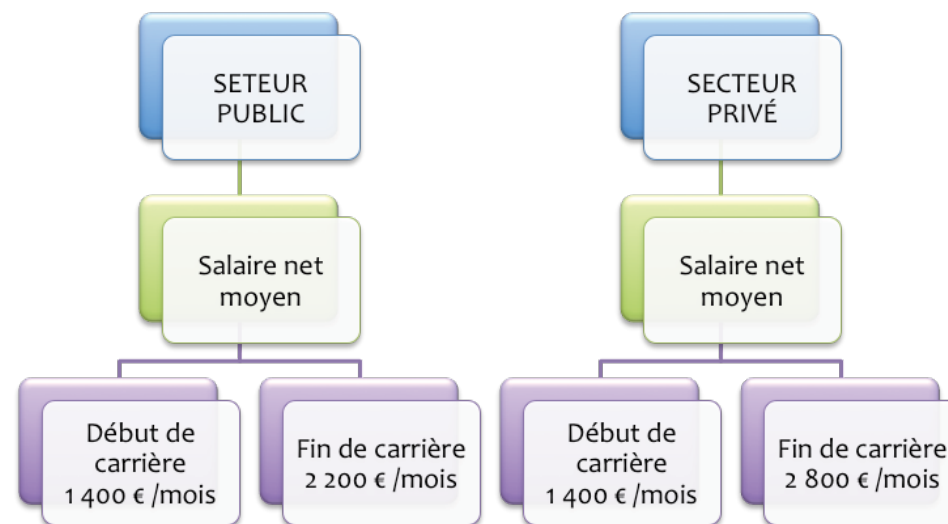 SETEUR
PUBLIC
Salaire net
moyen
Début de
carrière
1 400 € /mois
Fin de carrière
2 200 € /mois
SECTEUR
PRIVÉ
Salaire net
moyen
Début de
carrière
1 400 € /mois
Fin de carrière
2 800 € /mois